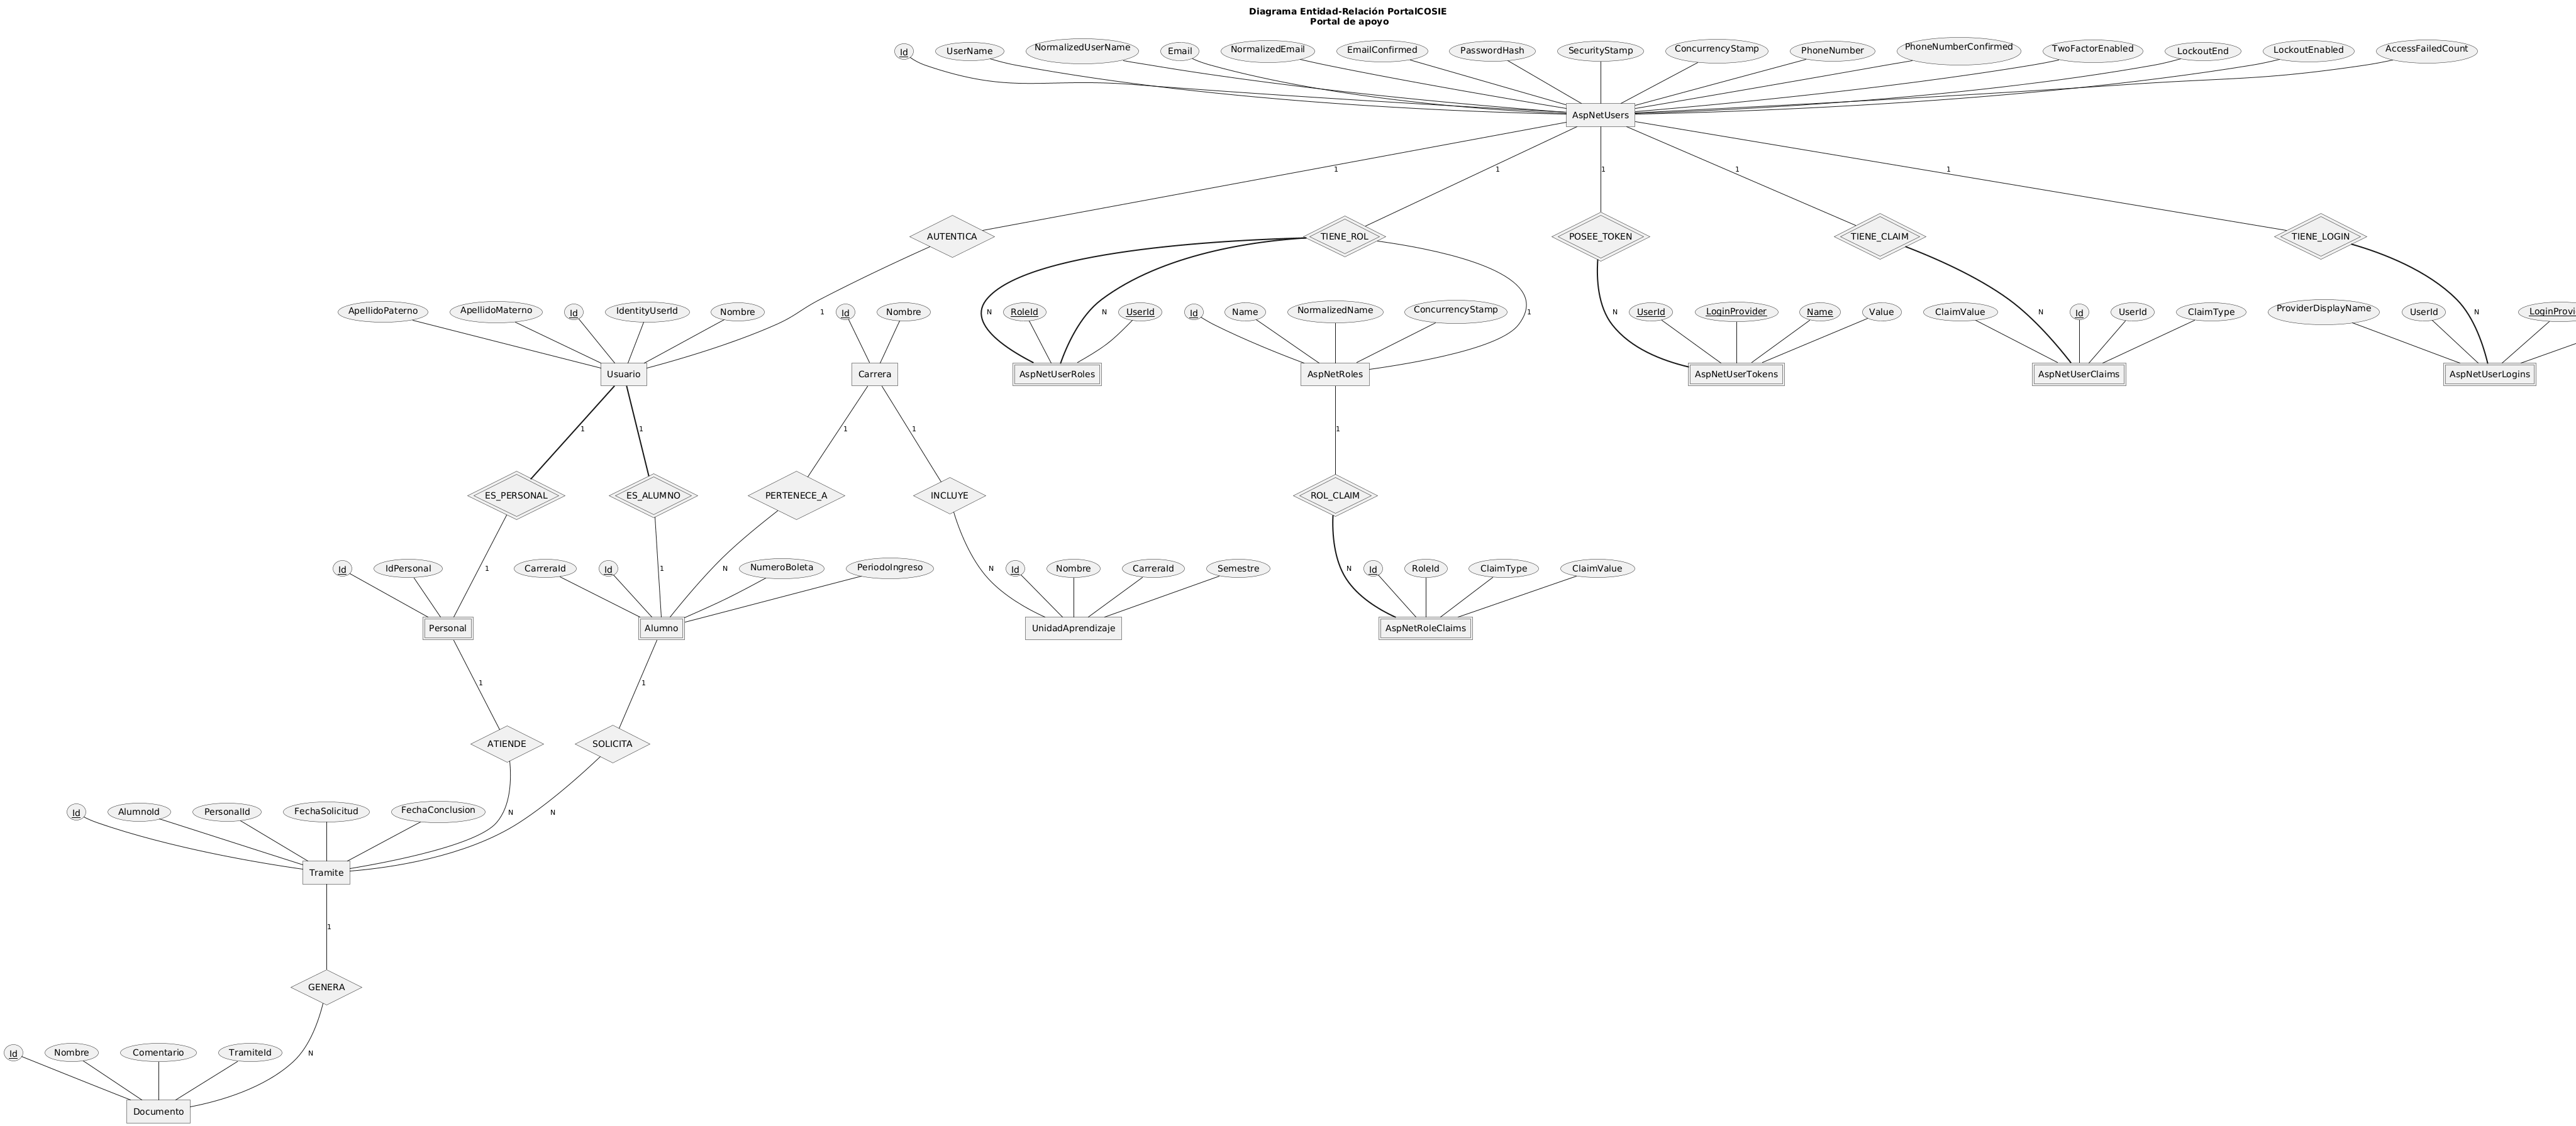 Diagrama Entidad-Relación PortalCOSIE
Portal de apoyo
Id
UserName
NormalizedUserName
Email
NormalizedEmail
EmailConfirmed
PasswordHash
SecurityStamp
ConcurrencyStamp
PhoneNumber
PhoneNumberConfirmed
TwoFactorEnabled
LockoutEnd
LockoutEnabled
AccessFailedCount
AspNetUsers
1
1
1
1
1
AUTENTICA
TIENE_ROL
POSEE_TOKEN
TIENE_CLAIM
TIENE_LOGIN
ApellidoPaterno
ApellidoMaterno
Id
IdentityUserId
Nombre
1
Id
Nombre
N
RoleId
N
UserId
Id
Name
NormalizedName
ConcurrencyStamp
1
N
UserId
LoginProvider
Name
Value
ClaimValue
N
Id
UserId
ClaimType
ProviderDisplayName
UserId
N
Usuario
Carrera
AspNetUserRoles
AspNetRoles
AspNetUserTokens
AspNetUserClaims
AspNetUserLogins
1
1
1
1
1
ES_PERSONAL
ES_ALUMNO
PERTENECE_A
INCLUYE
ROL_CLAIM
Id
IdPersonal
1
CarreraId
Id
1
N
NumeroBoleta
PeriodoIngreso
N
Id
Nombre
CarreraId
Semestre
N
Id
RoleId
ClaimType
ClaimValue
Personal
Alumno
UnidadAprendizaje
AspNetRoleClaims
1
1
ATIENDE
SOLICITA
Id
AlumnoId
PersonalId
FechaSolicitud
FechaConclusion
N
N
Tramite
1
GENERA
Id
Nombre
Comentario
TramiteId
N
Documento